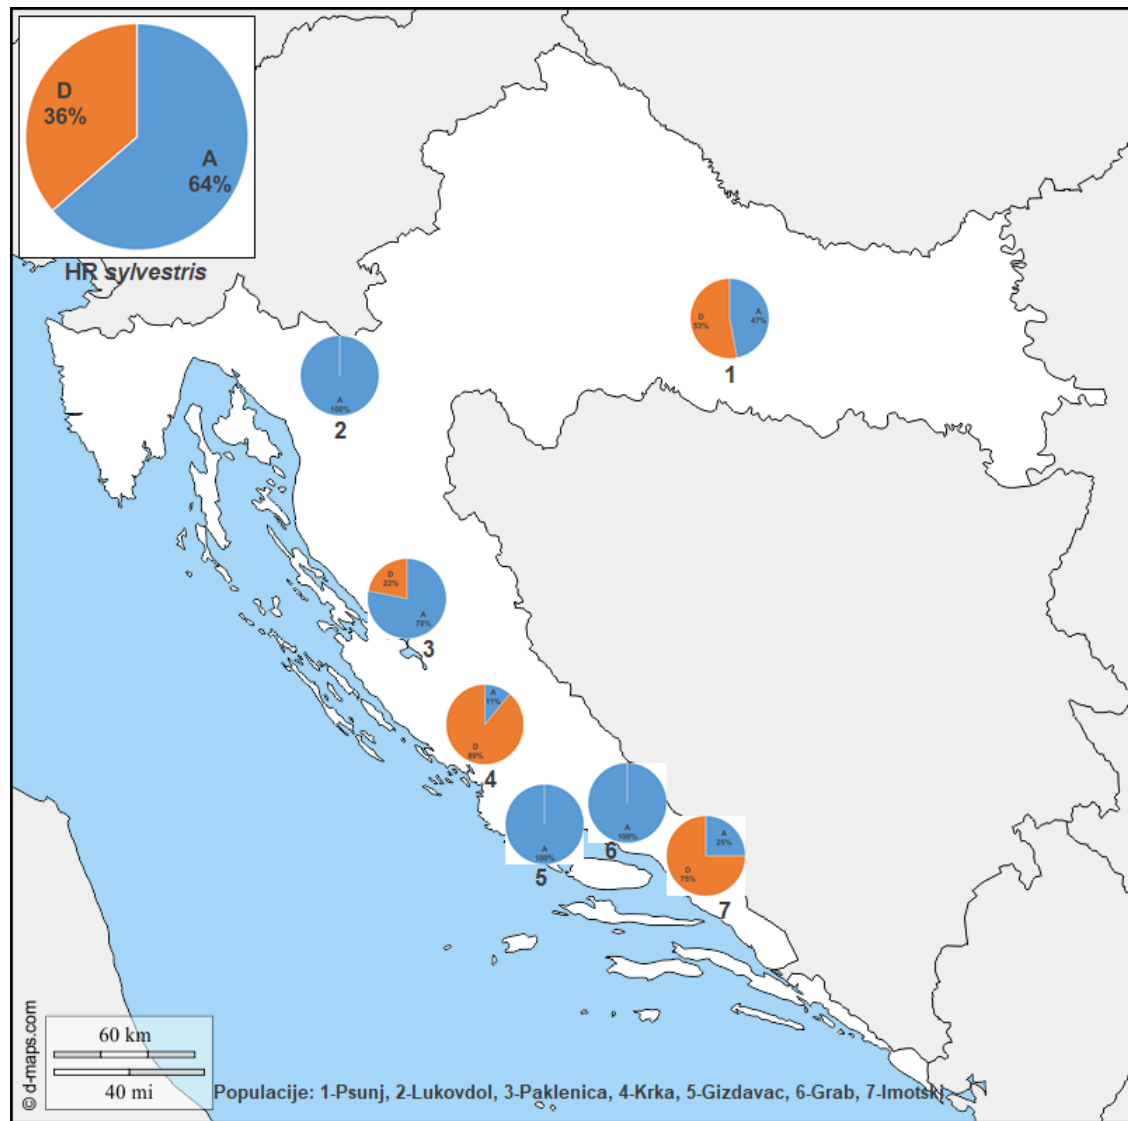 D
36%
A
64%
HR sylvestris
D
53%
A
47%
1
A
100%
2
D
22%
A
78%
3
A
11%
D
89%
4
A
100%
5
A
100%
6
A
25%
D
75%
7
© d-maps.com
60 km
40 mi
Populacije: 1-Psunj, 2-Lukovdol, 3-Paklenica, 4-Krka, 5-Gizdavac, 6-Grab, 7-Imotski